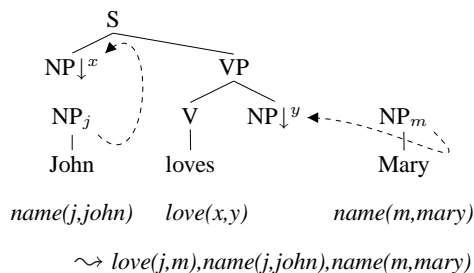 S
NP↓x VP
NPj V NP↓y NPm
John loves Mary
name(j,john) love(x,y) name(m,mary)
⤳ love(j,m),name(j,john),name(m,mary)